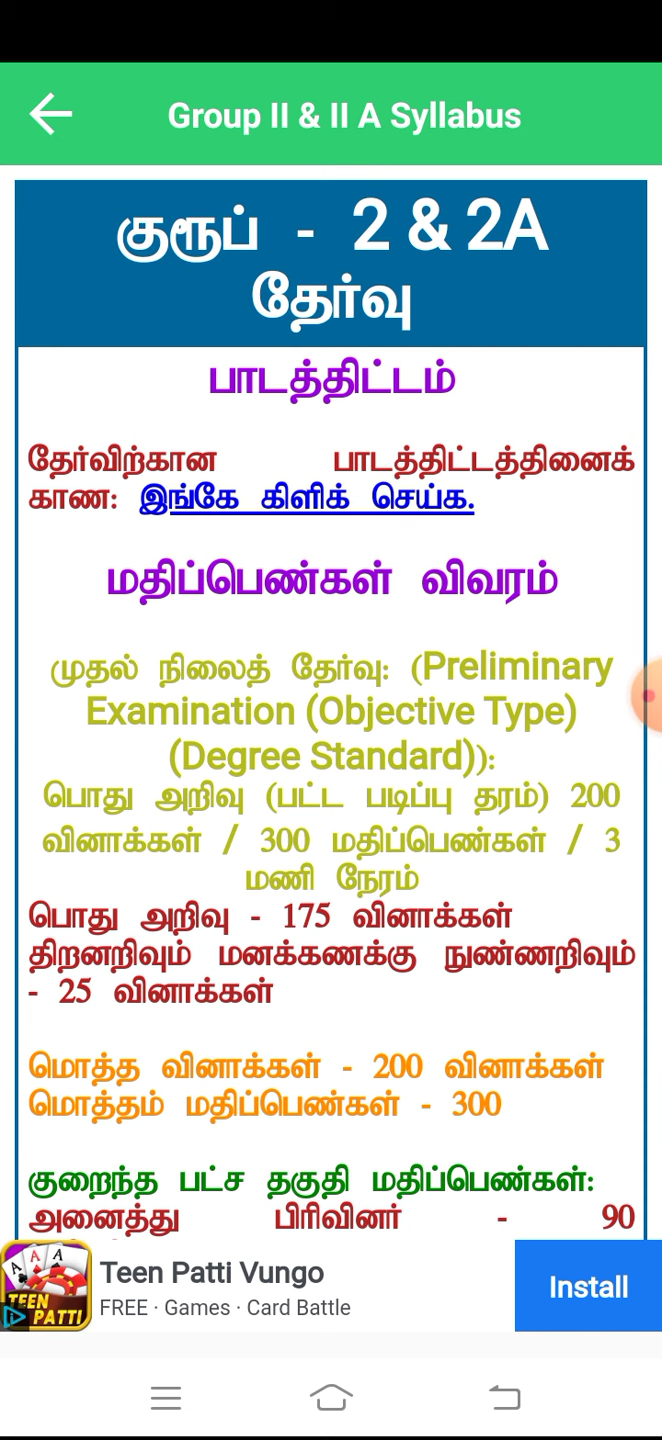 Group II & II A Syllabus
குரூப் - 2 & 2A
தேர்வு
பாடத்திட்டம்
தேர்விற்கான பாடத்திட்டத்தினைக்
காண: இங்கே கிளிக் செய்க.
மதிப்பெண்கள் விவரம்
முதல் நிலைத் தேர்வு: (Preliminary
Examination (Objective Type)
(Degree Standard)):
பொது அறிவு (பட்ட படிப்பு தரம்) 200
வினாக்கள் / 300 மதிப்பெண்கள் / 3
மணி நேரம்
பொது அறிவு - 175 வினாக்கள்
திறனறிவும் மனக்கணக்கு நுண்ணறிவும்
- 25 வினாக்கள்
மொத்த வினாக்கள் - 200 வினாக்கள்
மொத்தம் மதிப்பெண்கள் - 300
குறைந்த பட்ச தகுதி மதிப்பெண்கள்:
அனைத்து பிரிவினர் - 90
Teen Patti Vungo
FREE · Games · Card Battle
Install
TEEN
PATTI